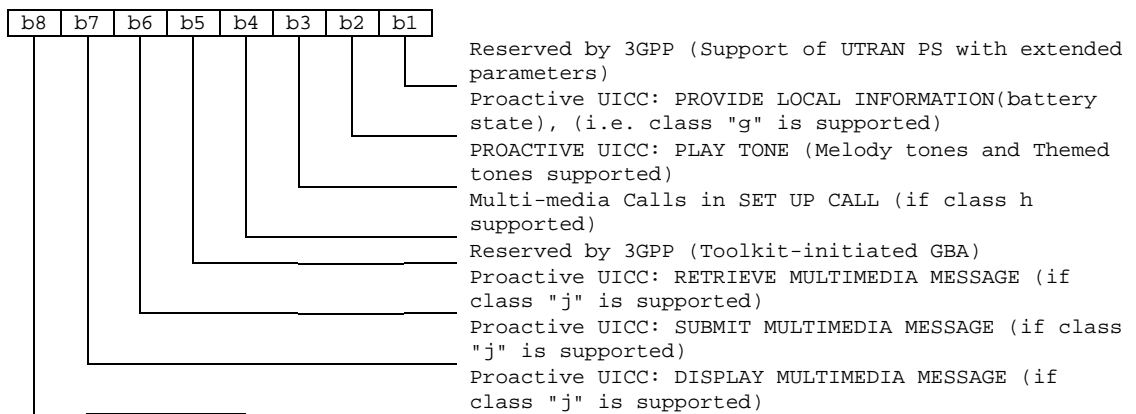 b8 b7 b6 b5 b4 b3 b2 b1
Reserved by 3GPP (Support of UTRAN PS with extended
parameters)
Proactive UICC: PROVIDE LOCAL INFORMATION(battery
state), (i.e. class "g" is supported)
PROACTIVE UICC: PLAY TONE (Melody tones and Themed
tones supported)
Multi-media Calls in SET UP CALL (if class h
supported)
Reserved by 3GPP (Toolkit-initiated GBA)
Proactive UICC: RETRIEVE MULTIMEDIA MESSAGE (if
class "j" is supported)
Proactive UICC: SUBMIT MULTIMEDIA MESSAGE (if class
"j" is supported)
Proactive UICC: DISPLAY MULTIMEDIA MESSAGE (if
class "j" is supported)